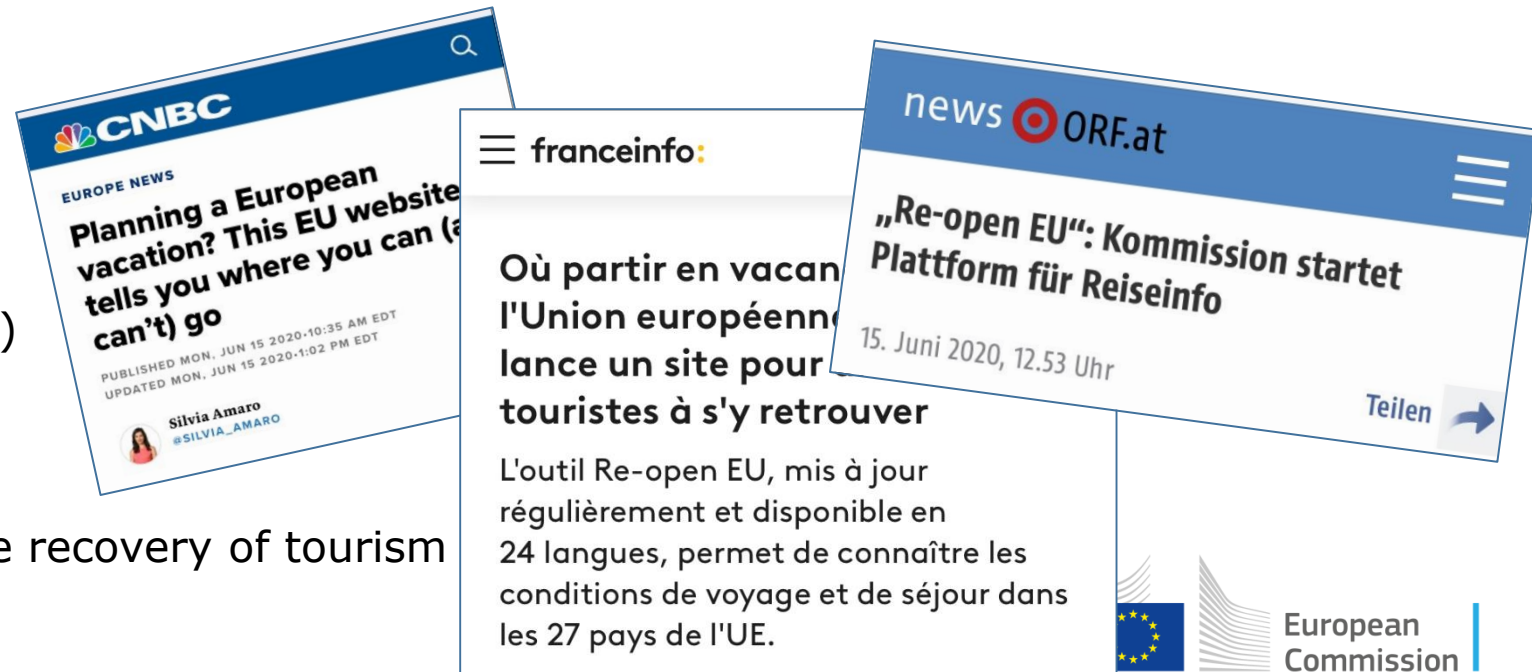 CNBC
EUROPE NEWS
Planning a European
vacation? This EU website
tells you where you can (
can’t) go
PUBLISHED MON, JUN 15 2020•10:35 AM EDT
UPDATED MON, JUN 15 2020•1:02 PM EDT
Silvia Amaro
@SILVIA_AMARO
)
e recovery of tourism
franceinfo:
Où partir en vacan
l'Union européenn
lance un site pour
touristes à s'y retrouver
L'outil Re-open EU, mis à jour
régulièrement et disponible en
24 langues, permet de connaître les
conditions de voyage et de séjour dans
les 27 pays de l'UE.
news ORF.at
„Re-open EU“: Kommission startet
Plattform für Reiseinfo
15. Juni 2020, 12.53 Uhr
Teilen
European
Commission